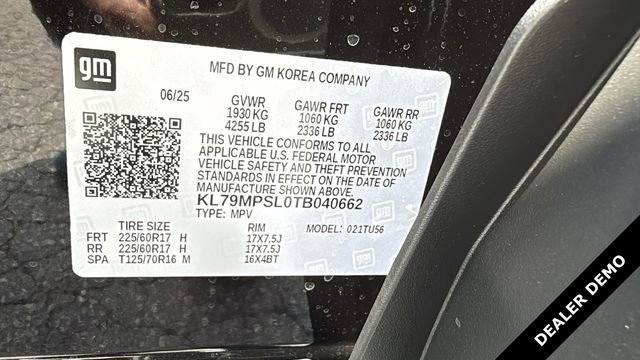 gm
MFD BY GM KOREA COMPANY
06/25 GVWR GAWR FRT GAWR RR
1930 KG 1060 KG 1060 KG
4255 LB 2336 LB 2336 LB
THIS VEHICLE CONFORMS TO ALL
APPLICABLE U.S. FEDERAL MOTOR
VEHICLE SAFETY AND THEFT PREVENTION
STANDARDS IN EFFECT ON THE DATE OF
MANUFACTURE SHOWN ABOVE.
KL79MPSL0TB040662
TYPE: MPV MODEL: 021TU56
TIRE SIZE RIM
FRT 225/60R17 H 17X7.5J
RR 225/60R17 H 17X7.5J
SPA T125/70R16 M 16X4BT
DEALER DEMO